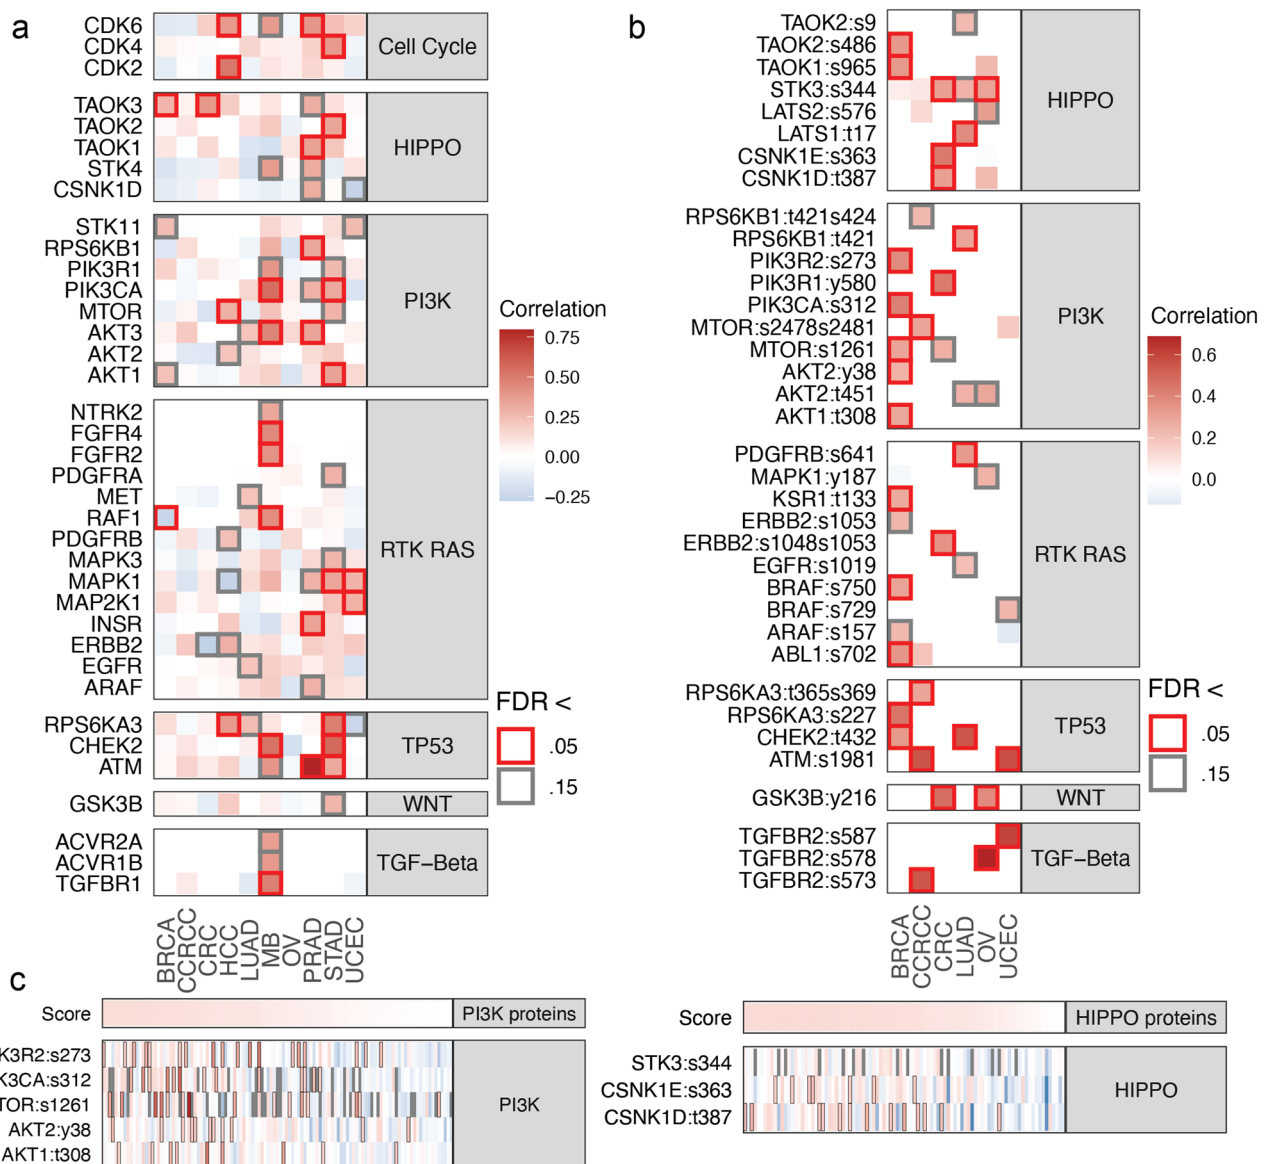 a
CDK6
CDK4
CDK2
Cell Cycle
TAOK3
TAOK2
TAOK1
STK4
CSNK1D
HIPPO
STK11
RPS6KB1
PIK3R1
PIK3CA
MTOR
AKT3
AKT2
AKT1
PI3K
NTRK2
FGFR4
FGFR2
PDGFRA
MET
RAF1
PDGFRB
MAPK3
MAPK1
MAP2K1
INSR
ERBB2
EGFR
ARAF
RTK RAS
RPS6KA3
CHEK2
ATM
TP53
GSK3B
WNT
ACVR2A
ACVR1B
TGFBR1
TGF−Beta
BRCA
CCRCC
CRC
HCC
LUAD
MB
OV
PRAD
STAD
UCEC
Correlation
0.75
0.50
0.25
0.00
−0.25
FDR <
.05
.15
b
TAOK2:s9
TAOK2:s486
TAOK1:s965
STK3:s344
LATS2:s576
LATS1:t17
CSNK1E:s363
CSNK1D:t387
HIPPO
RPS6KB1:t421s424
RPS6KB1:t421
PIK3R2:s273
PIK3R1:y580
PIK3CA:s312
MTOR:s2478s2481
MTOR:s1261
AKT2:y38
AKT2:t451
AKT1:t308
PI3K
PDGFRB:s641
MAPK1:y187
KSR1:t133
ERBB2:s1053
ERBB2:s1048s1053
EGFR:s1019
BRAF:s750
BRAF:s729
ARAF:s157
ABL1:s702
RTK RAS
RPS6KA3:t365s369
RPS6KA3:s227
CHEK2:t432
ATM:s1981
TP53
GSK3B:y216
WNT
TGFBR2:s587
TGFBR2:s578
TGFBR2:s573
TGF−Beta
BRCA
CCRCC
CRC
LUAD
OV
UCEC
Correlation
0.6
0.4
0.2
0.0
FDR <
.05
.15
c
Score
PI3K proteins
K3R2:s273
K3CA:s312
TOR:s1261
AKT2:y38
AKT1:t308
PI3K
Score
HIPPO proteins
STK3:s344
CSNK1E:s363
CSNK1D:t387
HIPPO